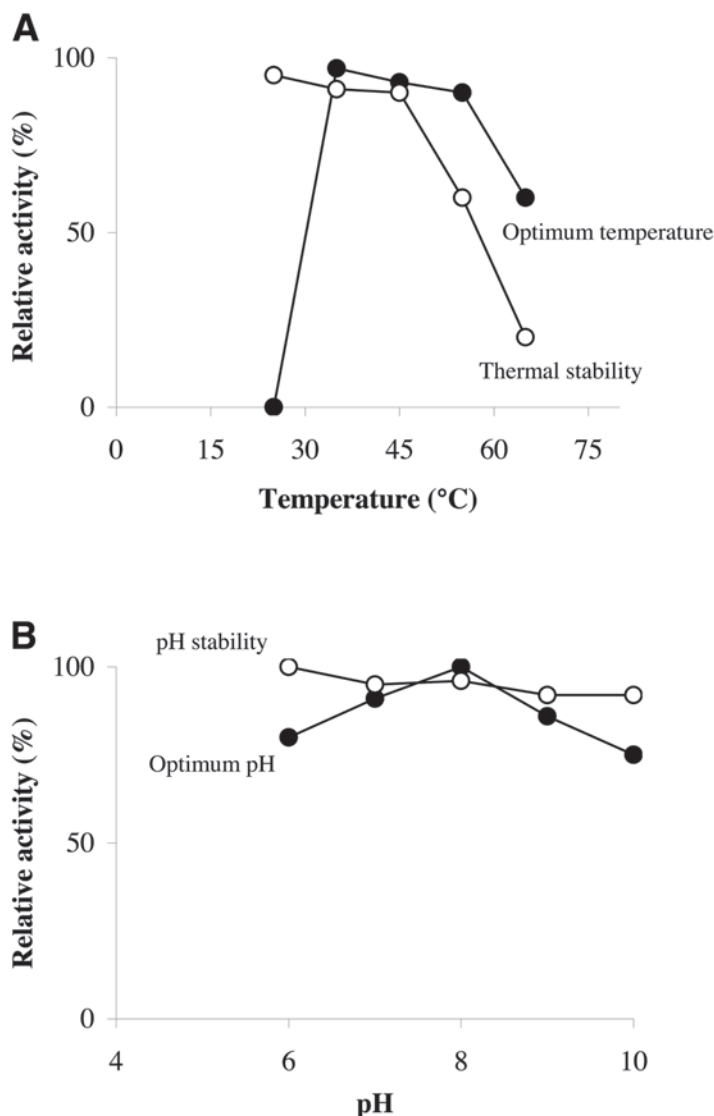 A
100
50
0
Relative activity (%)
Optimum temperature
Thermal stability
0 15 30 45 60 75
Temperature (°C)
B
pH stability
100
Optimum pH
50
0
Relative activity (%)
4 6 8 10
pH